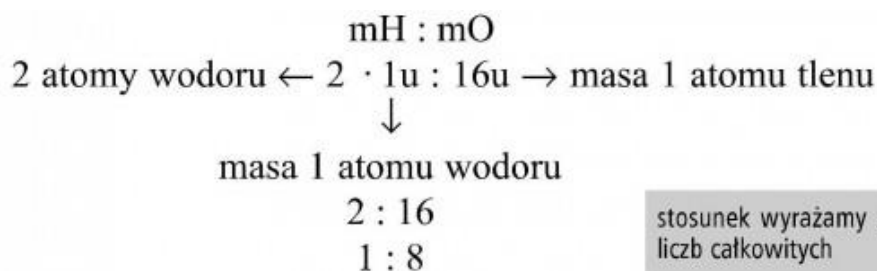 mH : mO
2 atomy wodoru ← 2 · 1u : 16u → masa 1 atomu tlenu
↓
masa 1 atomu wodoru
2 : 16
1 : 8
stosunek wyrażamy
liczb całkowitych